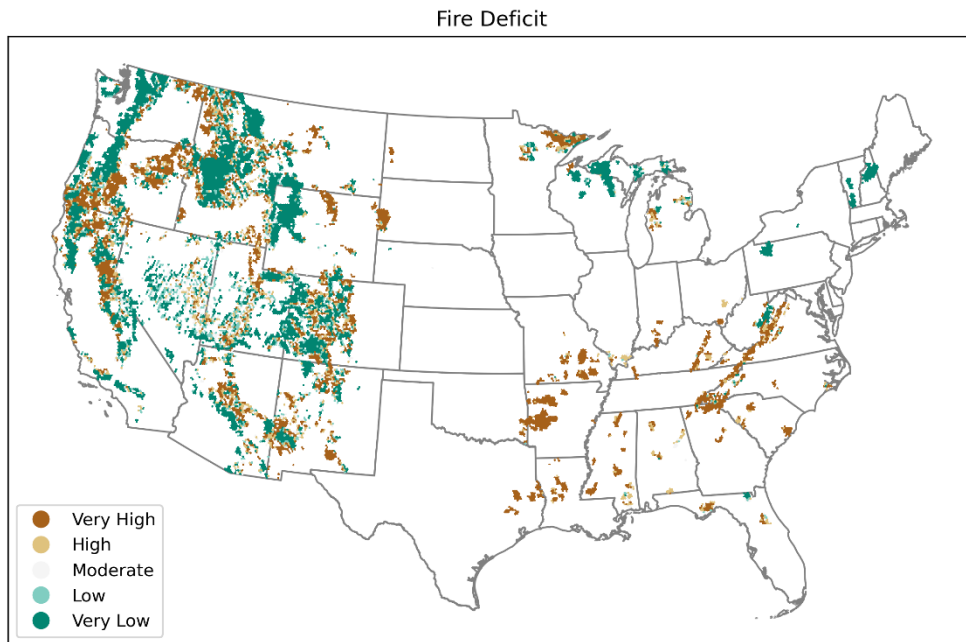 Fire Deficit
Very High
High
Moderate
Low
Very Low